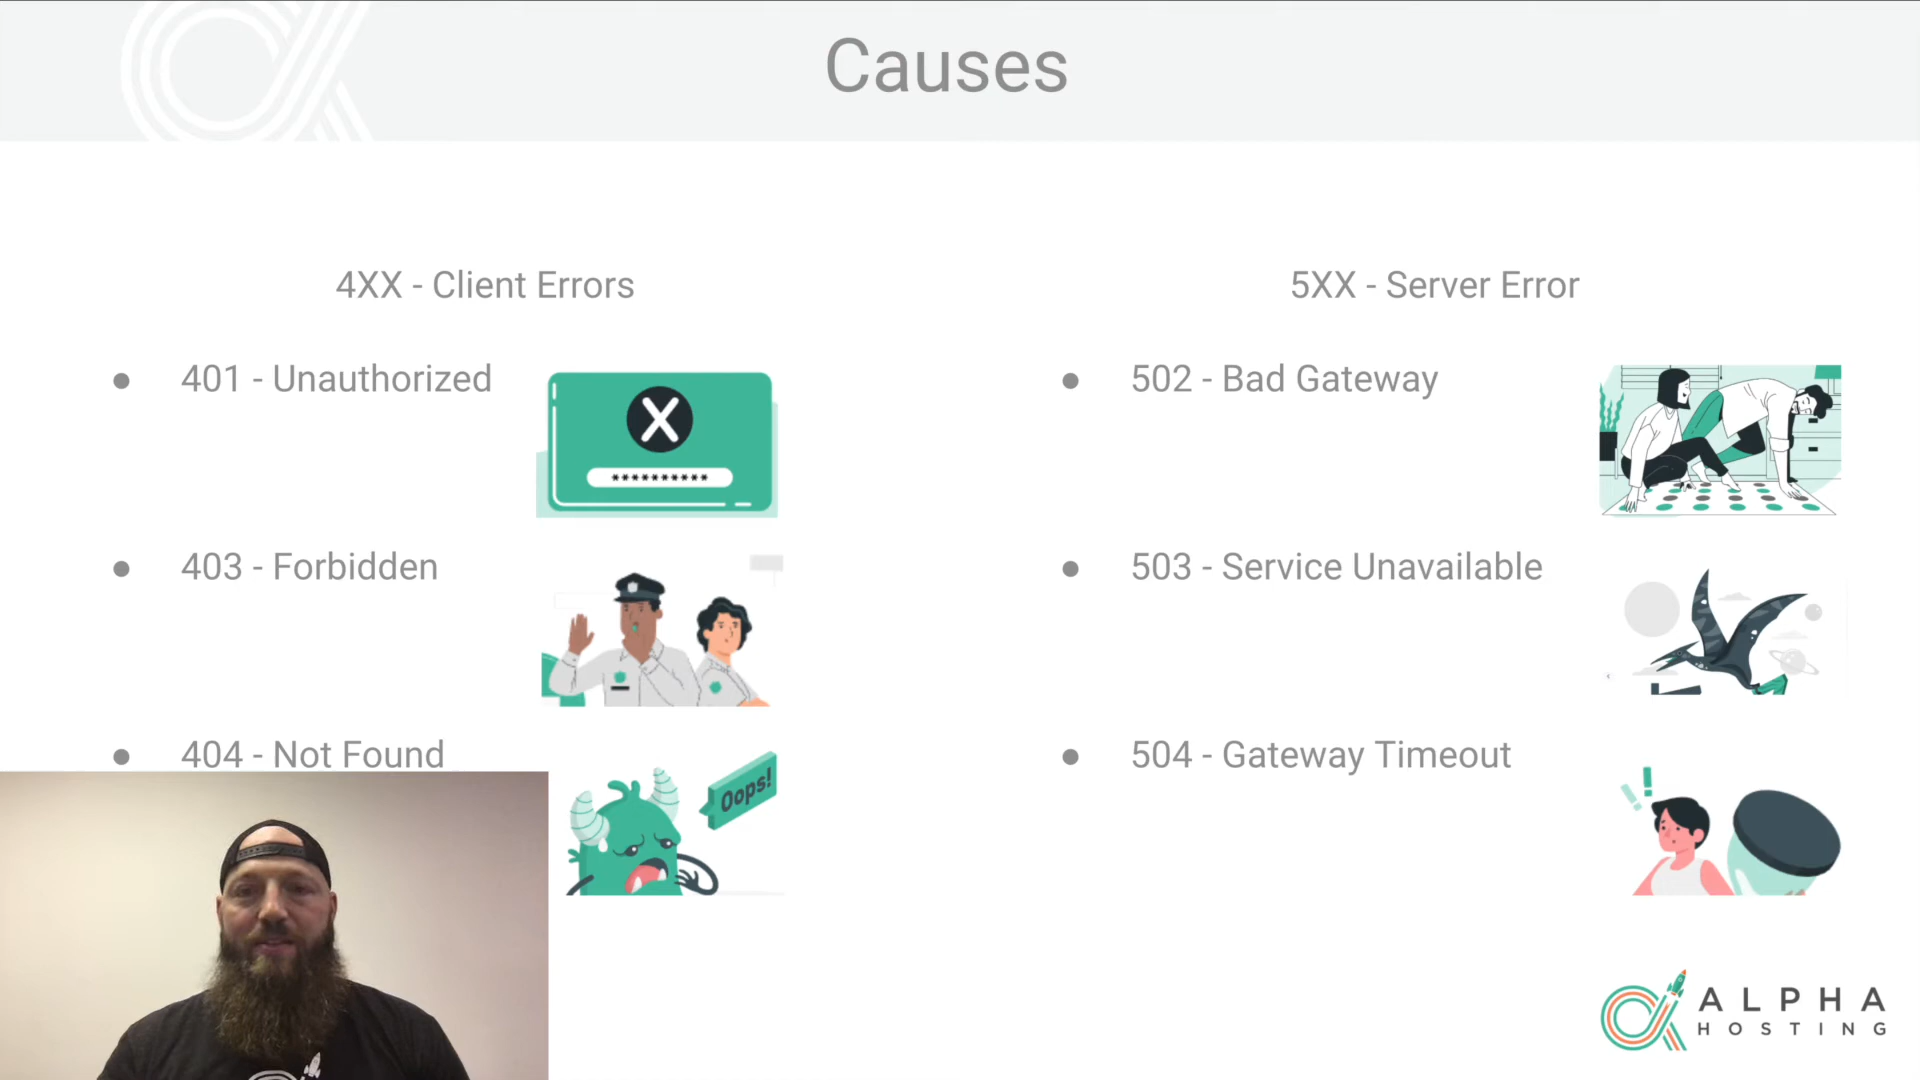 Causes
4XX - Client Errors
401 - Unauthorized
X
**********
403 - Forbidden
404 - Not Found
Oops!
5XX - Server Error
502 - Bad Gateway
503 - Service Unavailable
504 - Gateway Timeout
! !
ALPHA
HOSTING